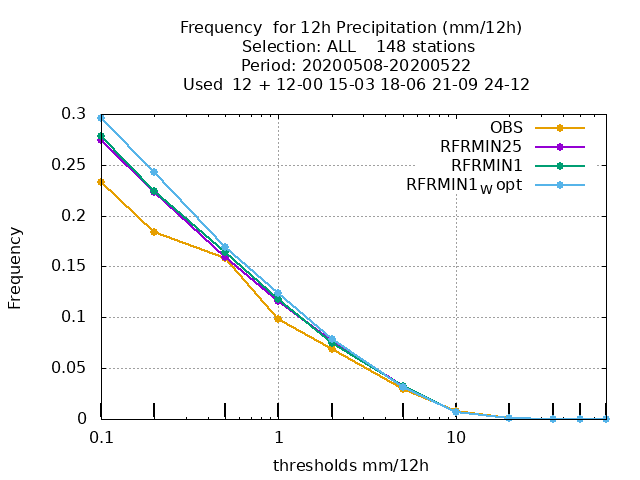 Frequency  for 12h Precipitation (mm/12h)
Selection: ALL    148 stations
Period: 20200508-20200522
Used  12 + 12-00 15-03 18-06 21-09 24-12
OBS
RFRMIN25
RFRMIN1
RFRMIN1w opt
0.3
0.25
0.2
0.15
0.1
0.05
0
Frequency
0.1
1
10
thresholds mm/12h